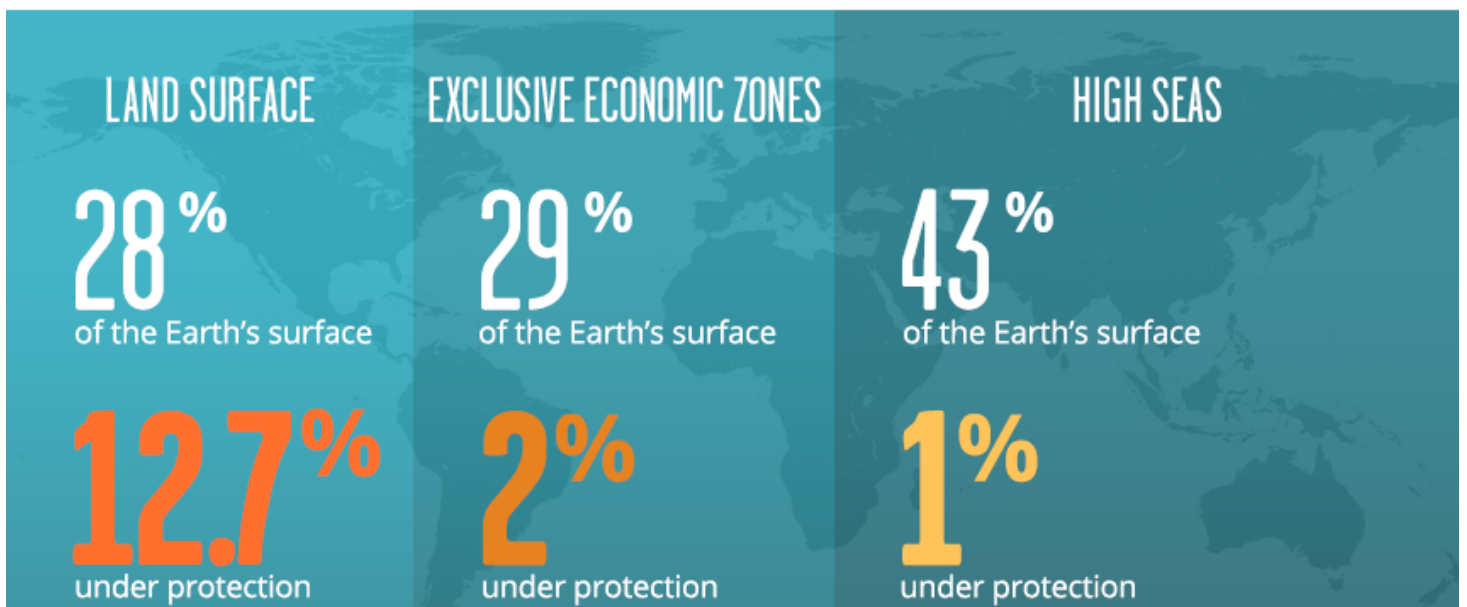 LAND SURFACE
28%
of the Earth's surface
12.7%
under protection
EXCLUSIVE ECONOMIC ZONES
29%
of the Earth's surface
2%
under protection
HIGH SEAS
43%
of the Earth's surface
1%
under protection